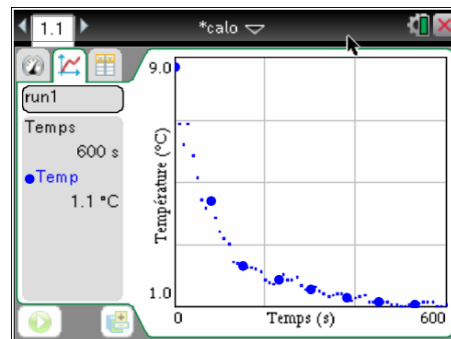 1.1
*calo
run1
Temps
600 s
Temp
1.1 °C
9.0
Température (°C)
1.0
0
Temps (s)
600